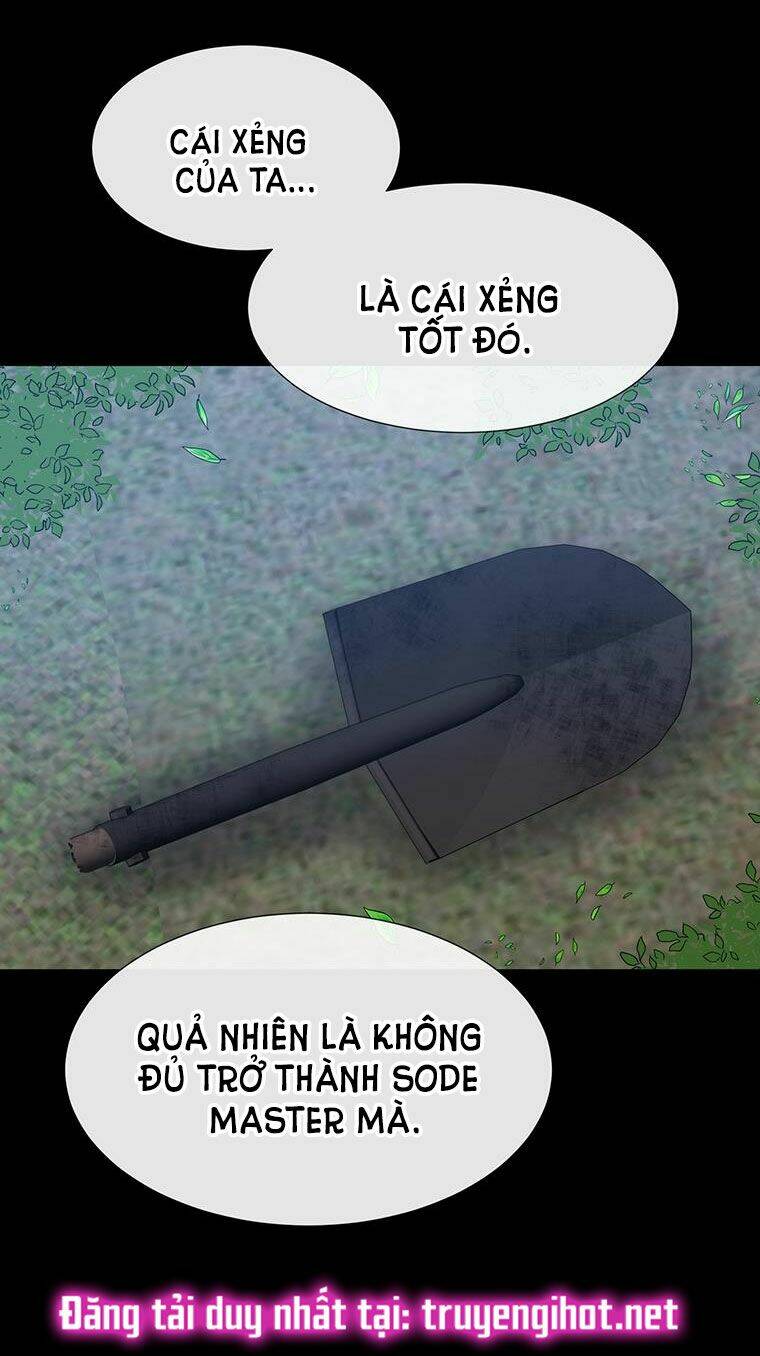 CÁI XẺNG
CỦA TA...
LÀ CÁI XẺNG
TỐT ĐÓ.
QUẢ NHIÊN LÀ KHÔNG
ĐỦ TRỞ THÀNH SODE
MASTER MÀ.
Đăng tải duy nhất tại: truyengihot.net